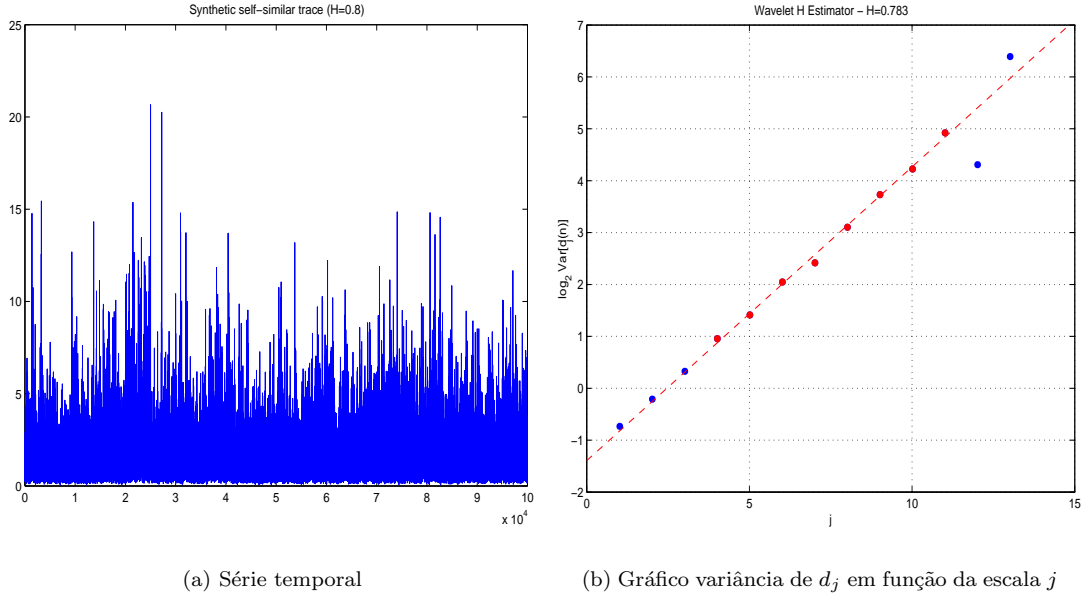 Synthetic self-similar trace (H=0.8)
25
20
15
10
5
0
0 1 2 3 4 5 6 7 8 9 10
x 10^4
(a) Série temporal
Wavelet H Estimator – H=0.783
7
6
5
4
3
2
1
0
−1
−2
log2 Var[dj(n)]
0 5 10 15
j
(b) Gráfico variância de dj em função da escala j